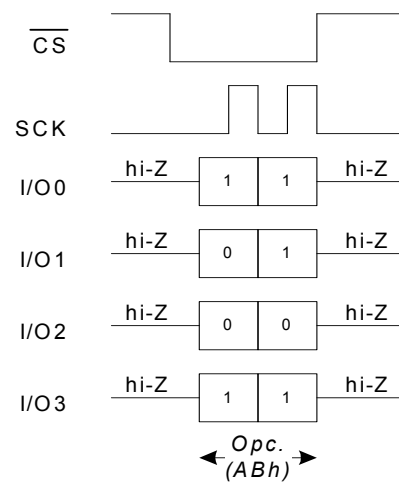 CS
SCK
hi-Z 1 1 hi-Z
I/O0
hi-Z 0 1 hi-Z
I/O1
hi-Z 0 0 hi-Z
I/O2
hi-Z 1 1 hi-Z
I/O3
Opc.
(ABh)